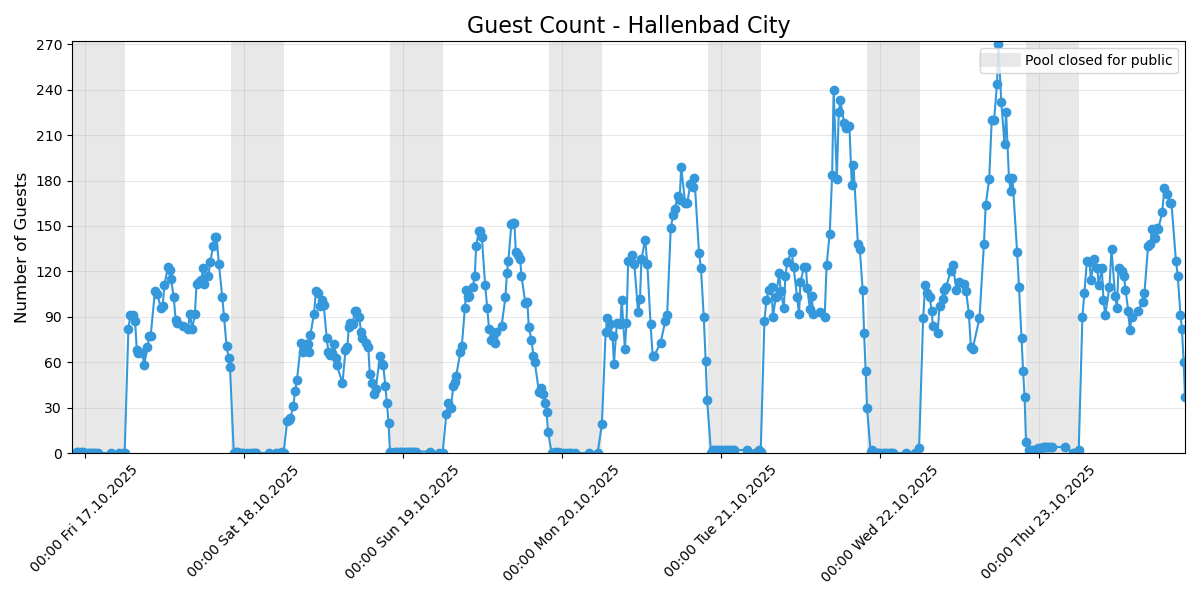 Guest Count - Hallenbad City
Number of Guests
270
240
210
180
150
120
90
60
30
0
Pool closed for public
00:00 Fri 17.10.2025
00:00 Sat 18.10.2025
00:00 Sun 19.10.2025
00:00 Mon 20.10.2025
00:00 Tue 21.10.2025
00:00 Wed 22.10.2025
00:00 Thu 23.10.2025